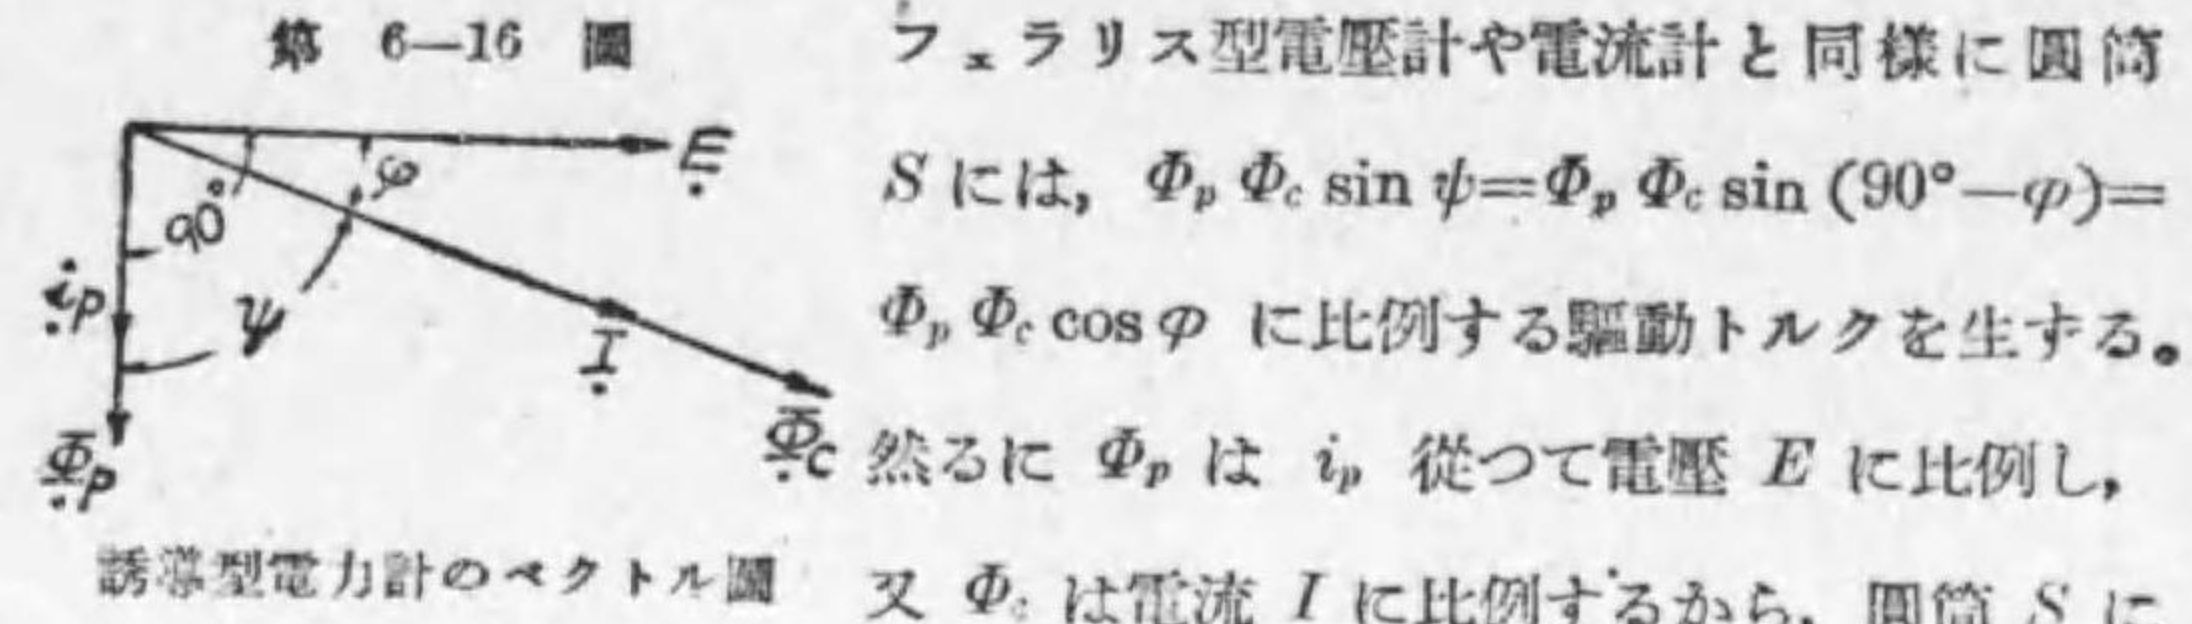 第 6—16 圖
E
φ
90°
ip
ψ
I
Φc
Φp
誘導型電力計のベクトル圖
フェラリス型電壓計や電流計と同樣に圓筒
S には, Φp Φc sin ψ=Φp Φc sin (90°—φ)=
Φp Φc cos φ に比例する驅動トルクを生ずる。
然るに Φp は ip 從つて電壓 E に比例し,
又 Φc は電流 I に比例するから, 圓筒 S に